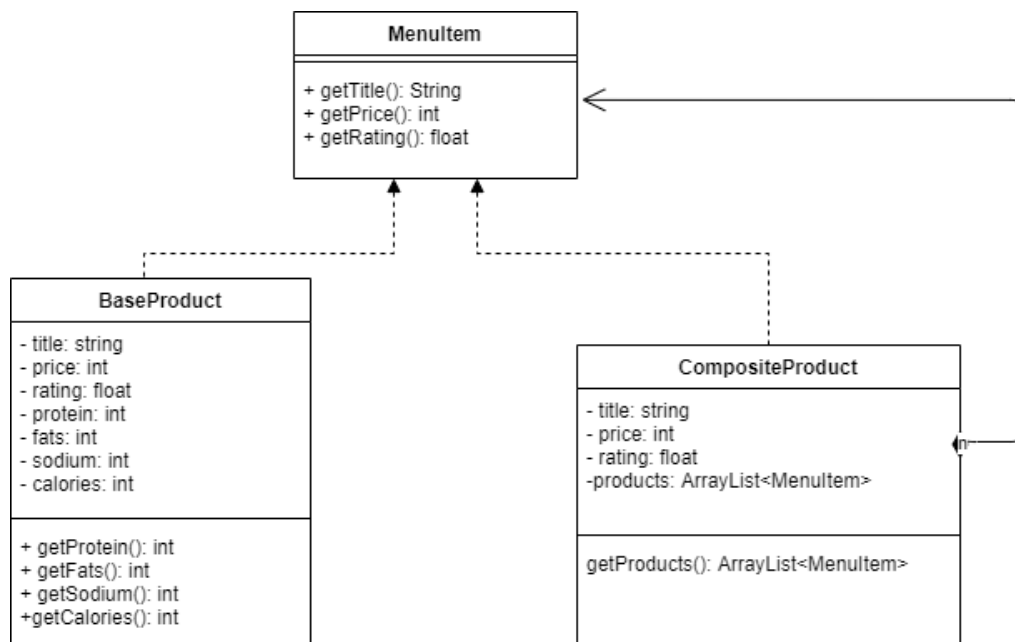 MenuItem
+ getTitle(): String
+ getPrice(): int
+ getRating(): float
BaseProduct
- title: string
- price: int
- rating: float
- protein: int
- fats: int
- sodium: int
- calories: int
+ getProtein(): int
+ getFats(): int
+ getSodium(): int
+getCalories(): int
CompositeProduct
- title: string
- price: int
- rating: float
-products: ArrayList<MenuItem>
n
getProducts(): ArrayList<MenuItem>